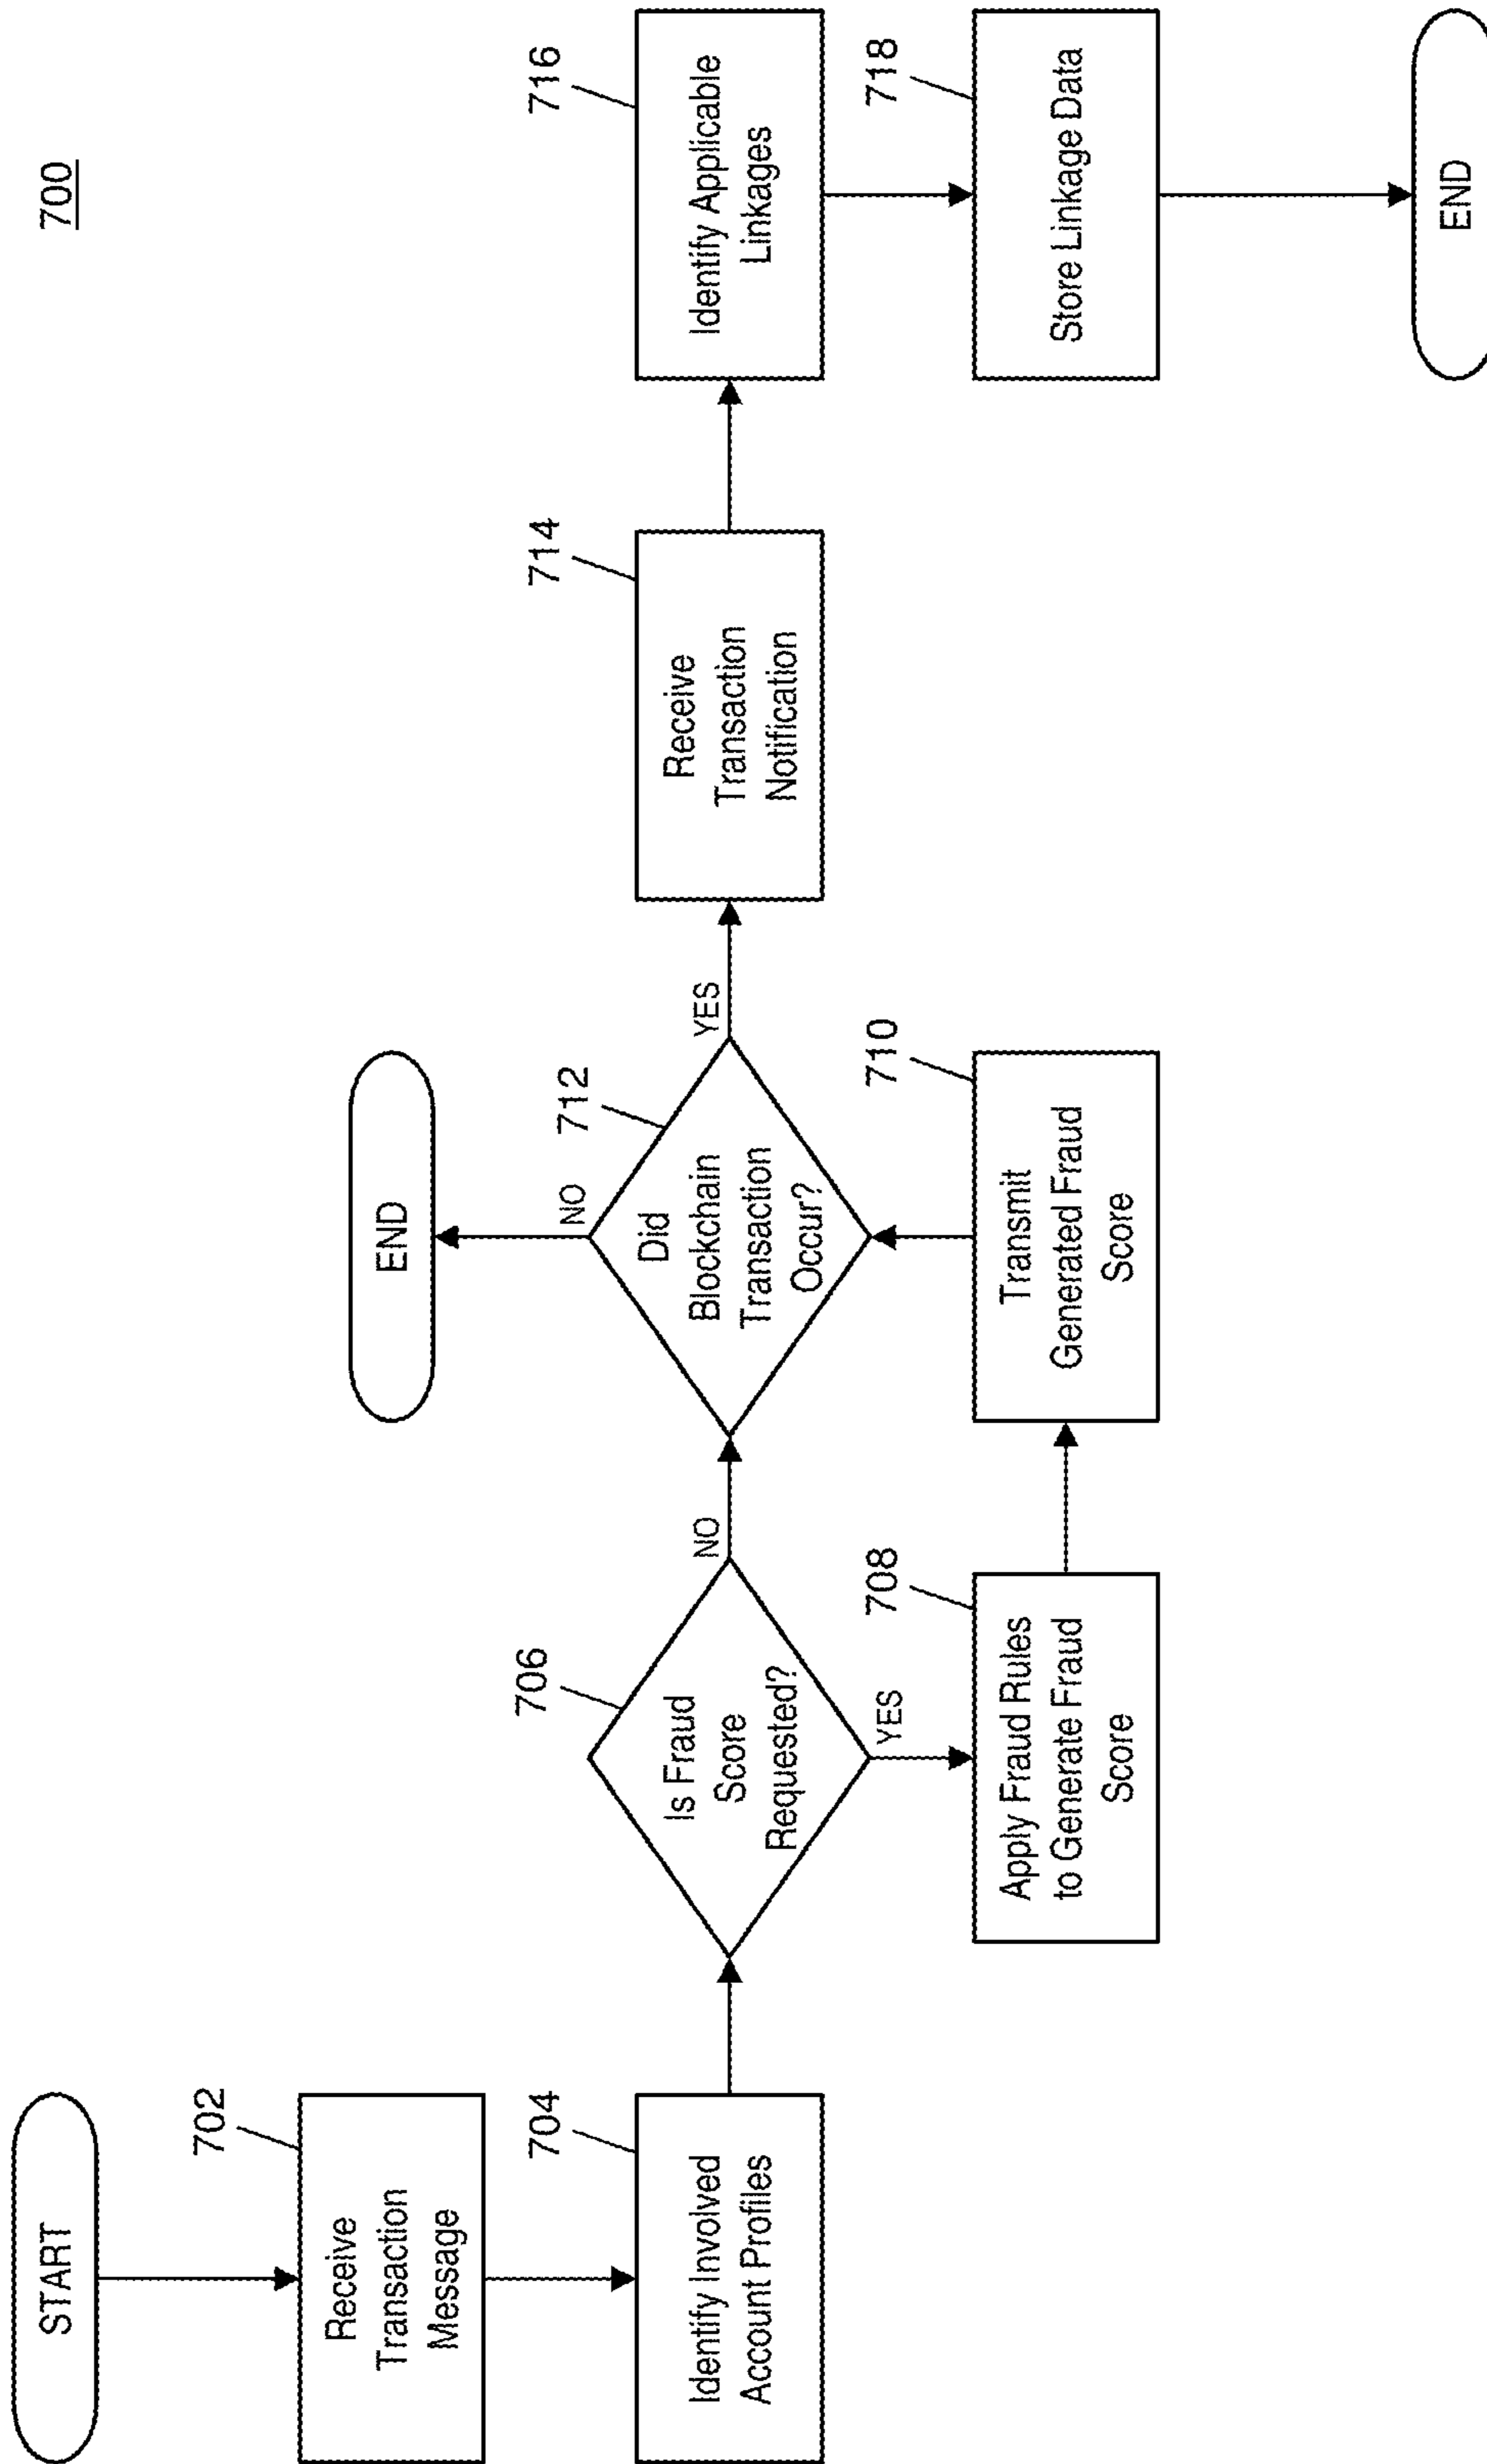 700
START
702
Receive
Transaction
Message
704
Identify Involved
Account Profiles
706
Is Fraud
Score
Requested?
NO
YES
708
Apply Fraud Rules
to Generate Fraud
Score
710
Transmit
Generated Fraud
Score
712
Did
Blockchain
Transaction
Occur?
NO
END
YES
714
Receive
Transaction
Notification
716
Identify Applicable
Linkages
718
Store Linkage Data
END